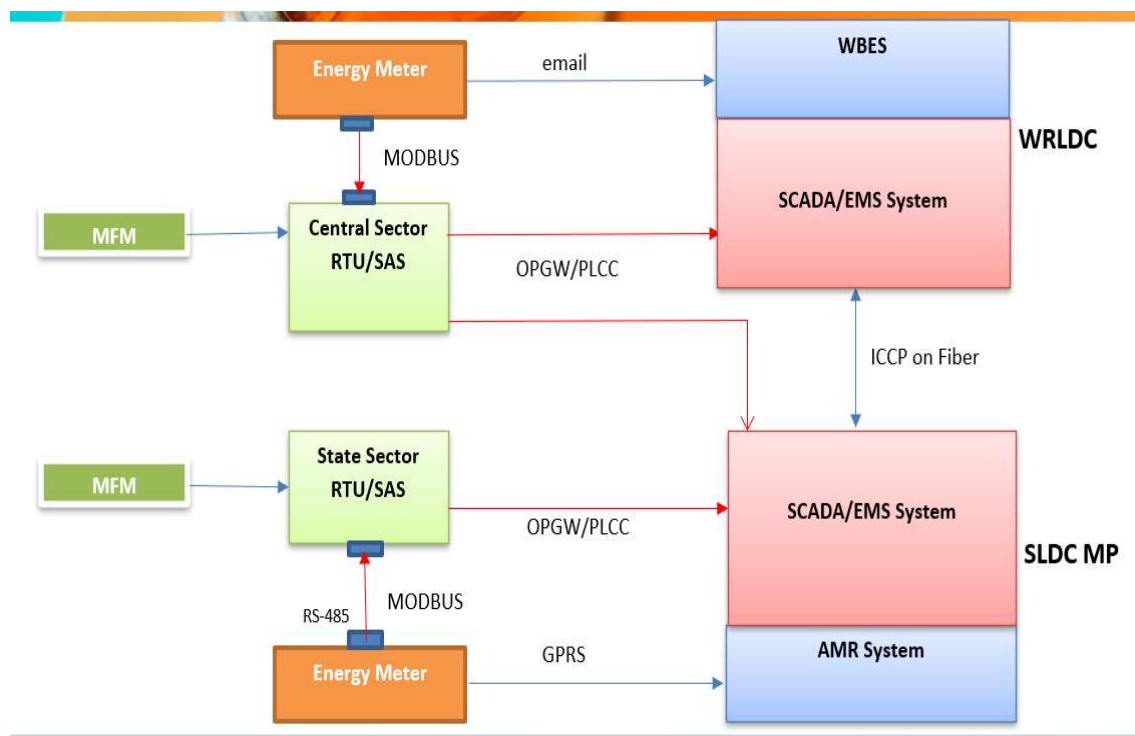 Energy Meter
email
WBES
WRLDC
MODBUS
SCADA/EMS System
MFM
Central Sector
RTU/SAS
OPGW/PLCC
ICCP on Fiber
State Sector
RTU/SAS
MFM
SCADA/EMS System
OPGW/PLCC
SLDC MP
MODBUS
RS-485
Energy Meter
GPRS
AMR System